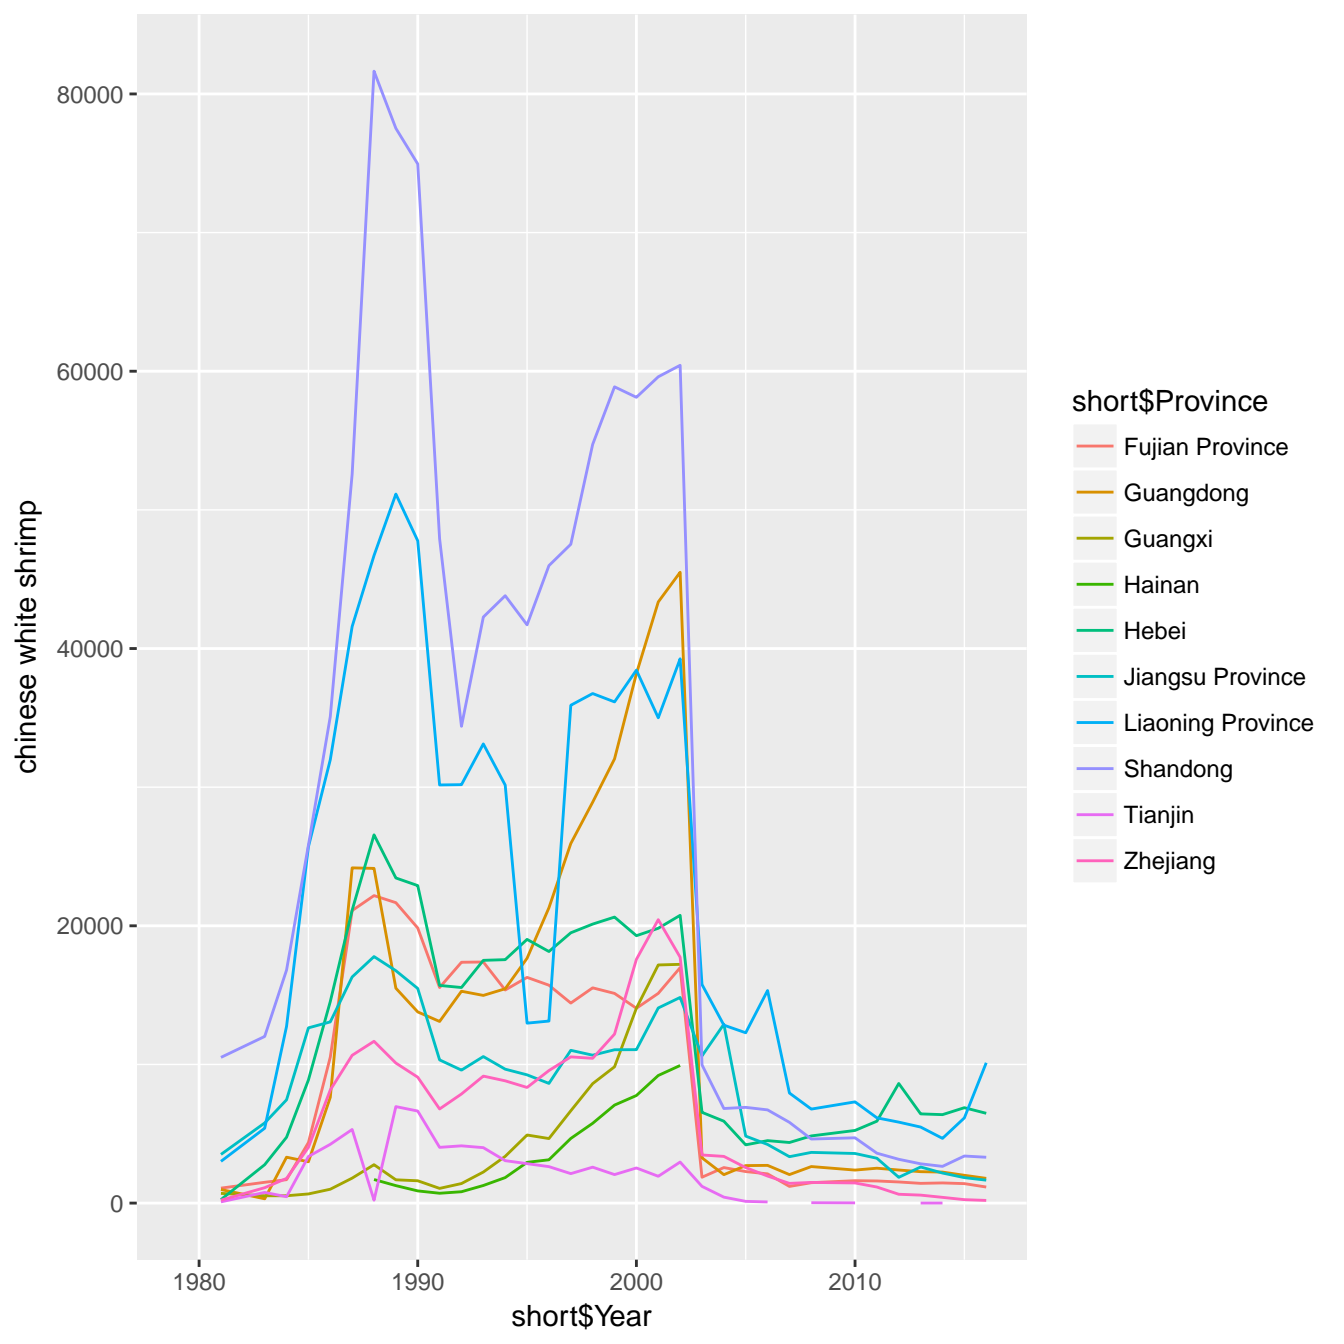 80000
60000
40000
20000
0
chinese white shrimp
1980
1990
2000
2010
short$Year
short$Province
Fujian Province
Guangdong
Guangxi
Hainan
Hebei
Jiangsu Province
Liaoning Province
Shandong
Tianjin
Zhejiang